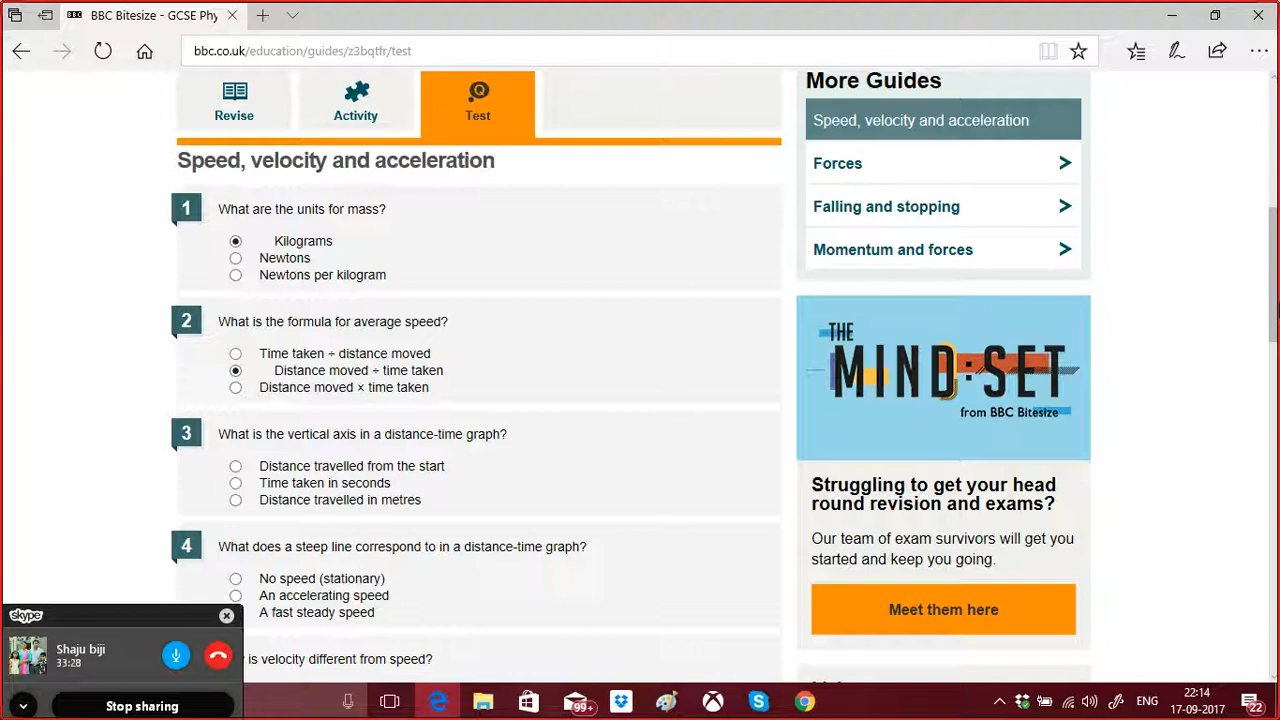 BBC Bitesize - GCSE Phy
bbc.co.uk/education/guides/z3bqtfr/test
Revise
Activity
Test
Speed, velocity and acceleration
1
What are the units for mass?
Kilograms
Newtons
Newtons per kilogram
2
What is the formula for average speed?
Time taken ÷ distance moved
Distance moved ÷ time taken
Distance moved × time taken
3
What is the vertical axis in a distance-time graph?
Distance travelled from the start
Time taken in seconds
Distance travelled in metres
4
What does a steep line correspond to in a distance-time graph?
No speed (stationary)
An accelerating speed
A fast steady speed
is velocity different from speed?
More Guides
Speed, velocity and acceleration
Forces
Falling and stopping
Momentum and forces
THE
MIND:SET
from BBC Bitesize
Struggling to get your head
round revision and exams?
Our team of exam survivors will get you
started and keep you going.
Meet them here
skype
Shaju biji
33:28
Stop sharing
99+
ENG
22:14
17-09-2017
22